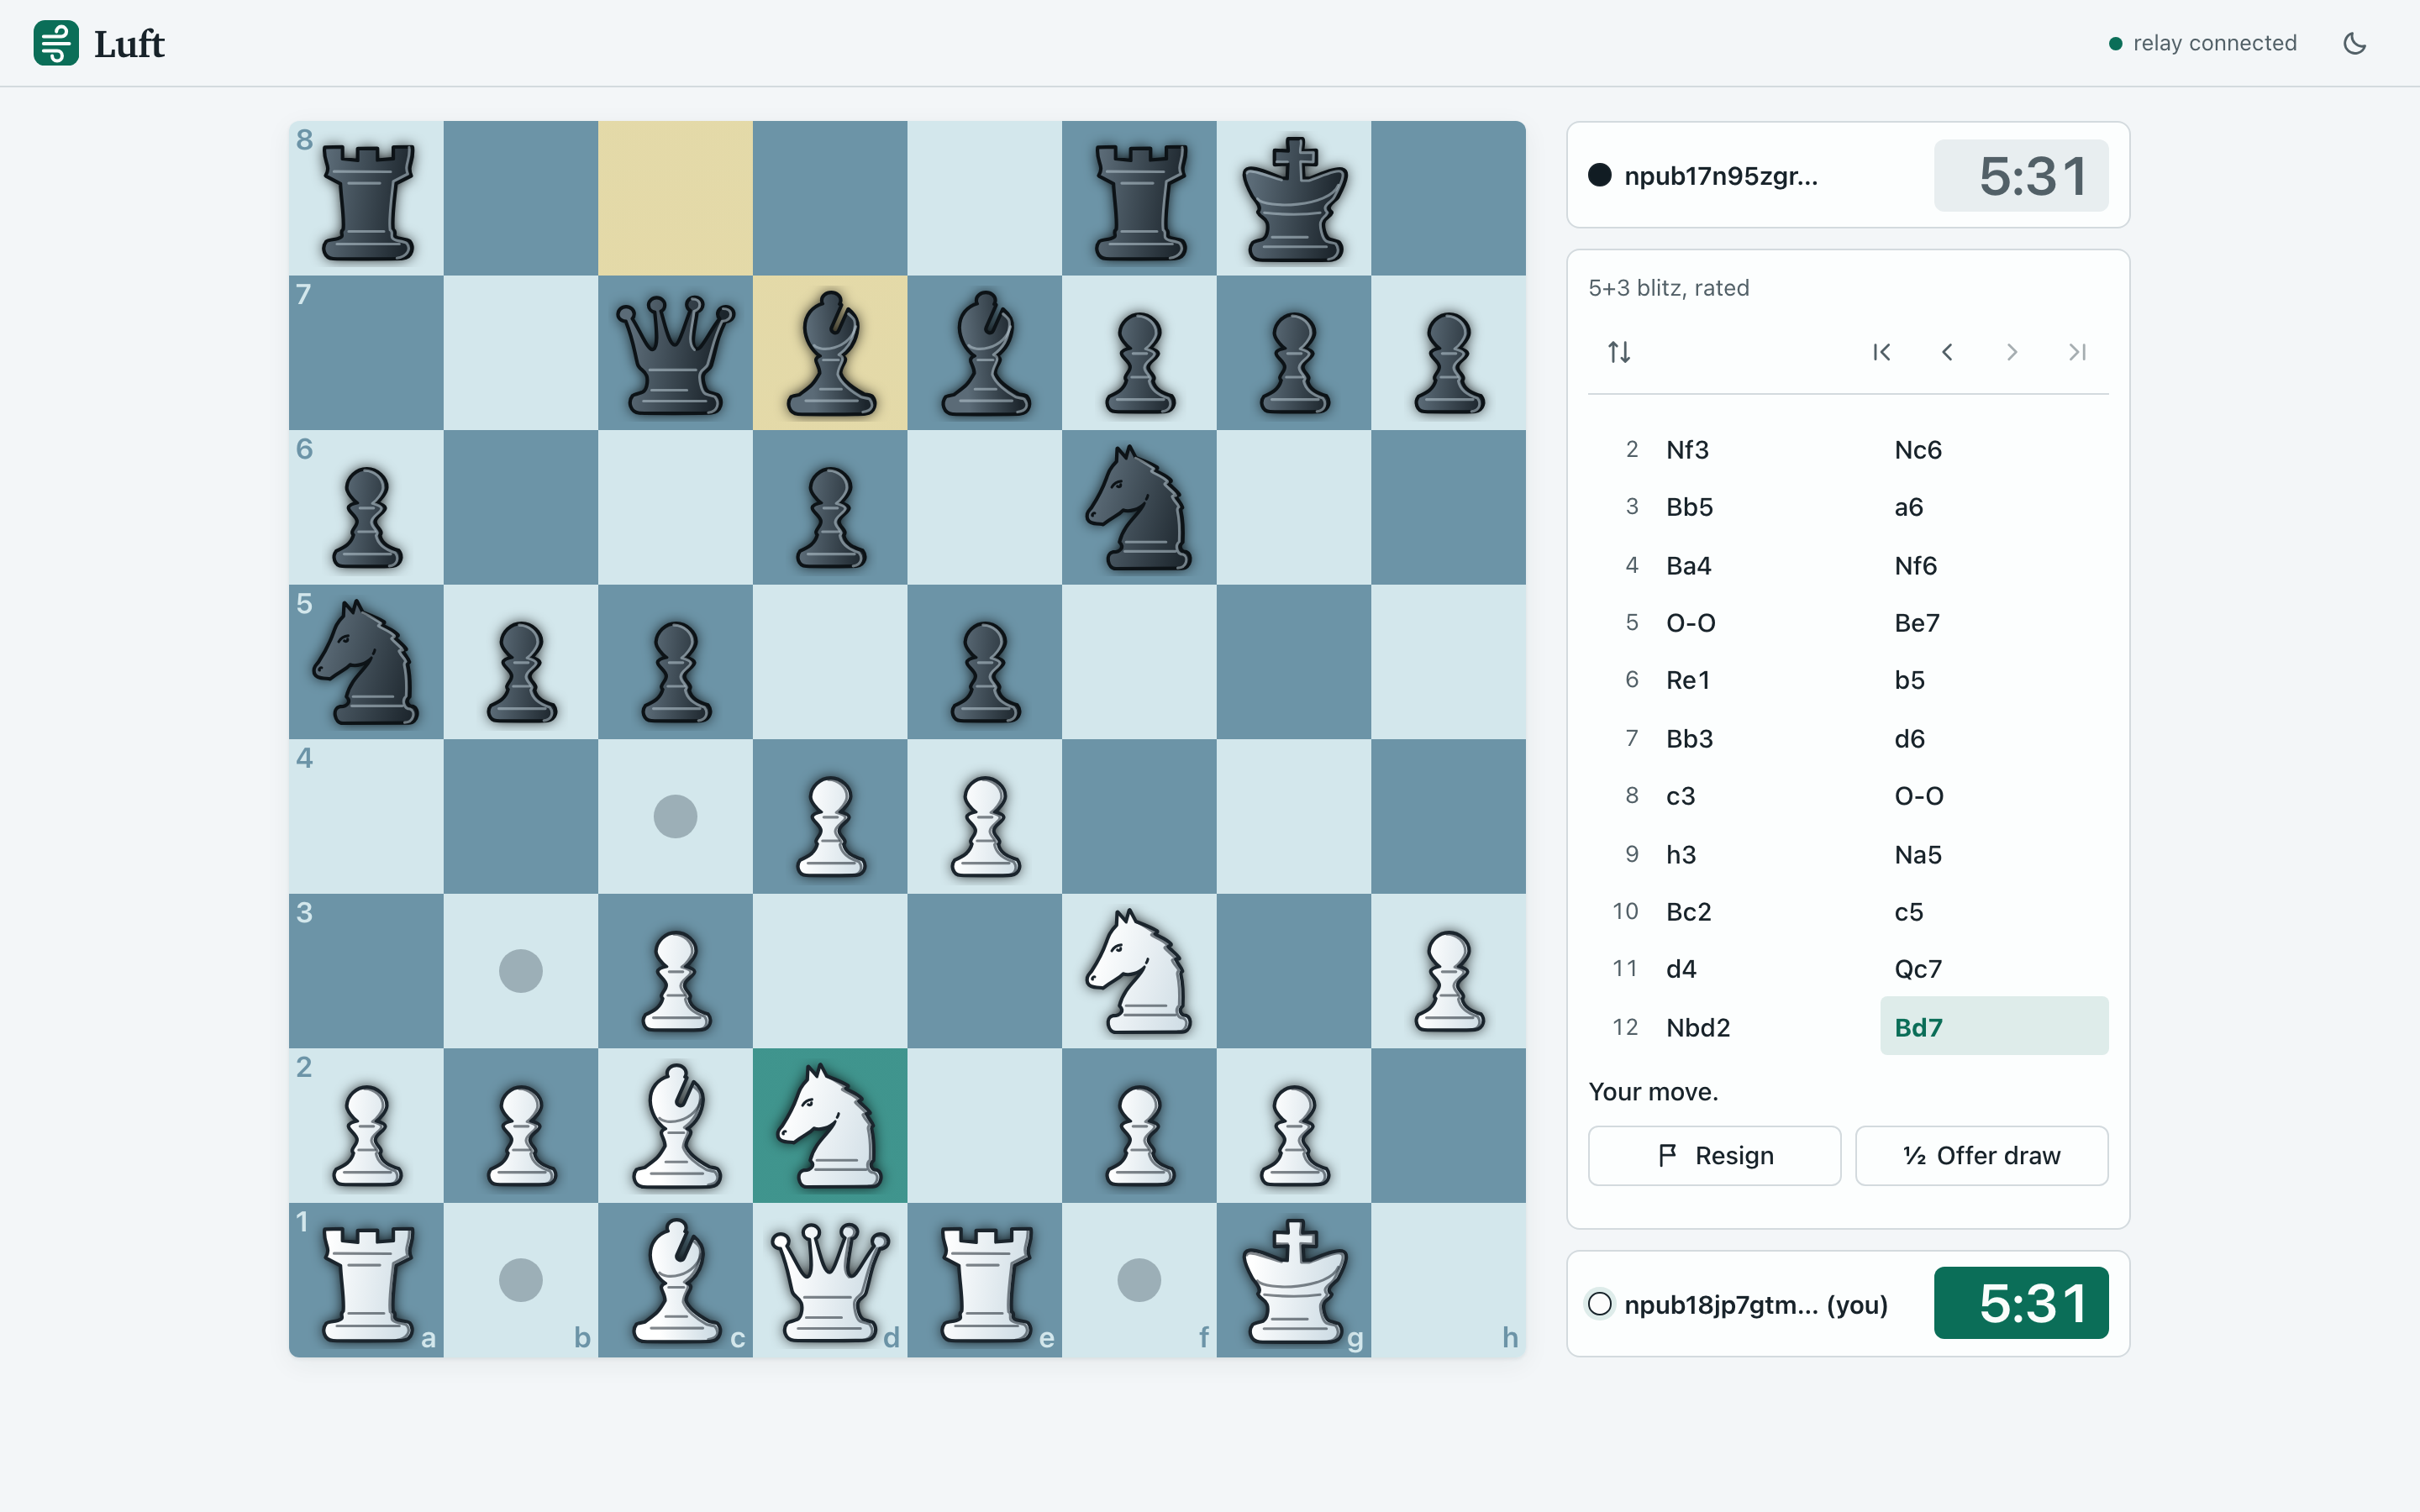 Luft
relay connected
8
7
6
5
4
3
2
1
a b c d e f g h
npub17n95zgr...
5:31
5+3 blitz, rated
2 Nf3 Nc6
3 Bb5 a6
4 Ba4 Nf6
5 O-O Be7
6 Re1 b5
7 Bb3 d6
8 c3 O-O
9 h3 Na5
10 Bc2 c5
11 d4 Qc7
12 Nbd2 Bd7
Your move.
Resign
½ Offer draw
npub18jp7gtm... (you)
5:31